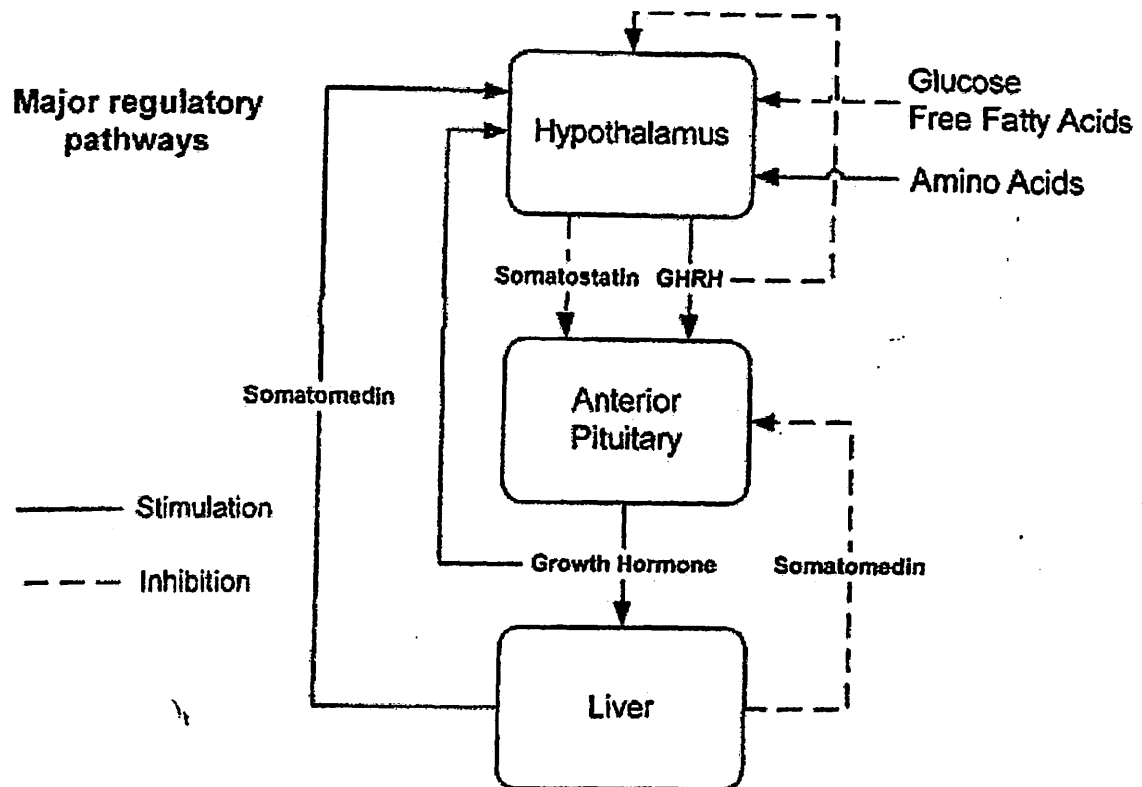 Major regulatory
pathways
Hypothalamus
Glucose
Free Fatty Acids
Amino Acids
Somatostatin
GHRH
Somatomedin
Anterior
Pituitary
Stimulation
Inhibition
Growth Hormone
Somatomedin
Liver